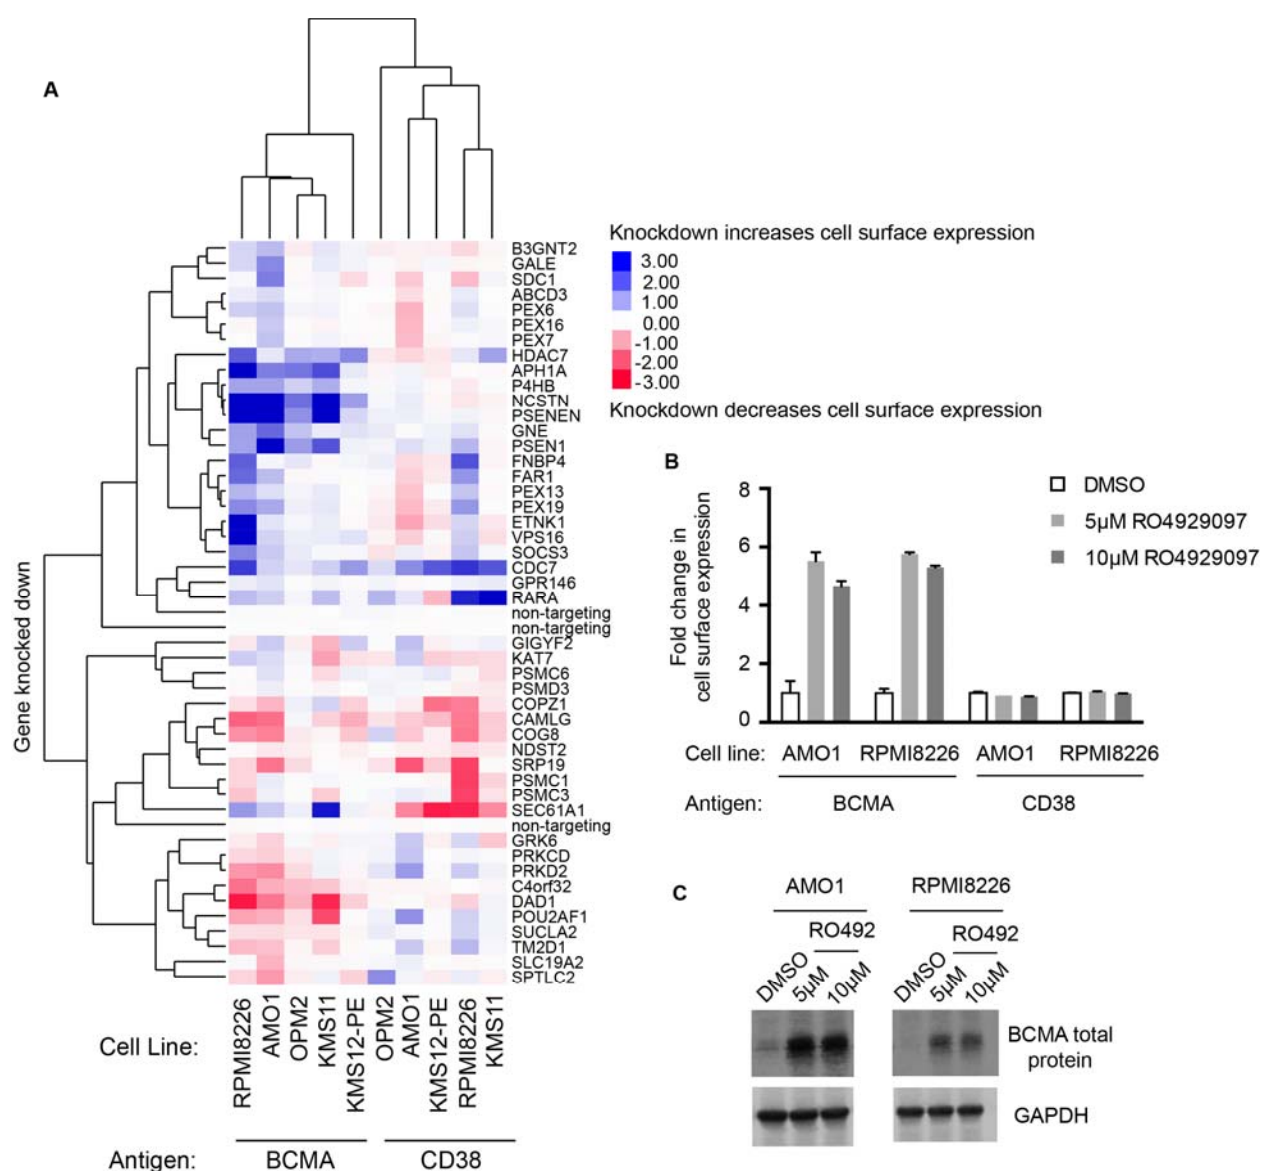 A
Gene knocked down
B3GNT2
GALE
SDC1
ABCD3
PEX6
PEX16
PEX7
HDAC7
APH1A
P4HB
NCSTN
PSENEN
GNE
PSEN1
FNBP4
FAR1
PEX13
PEX19
ETNK1
VPS16
SOCS3
CDC7
GPR146
RARA
non-targeting
non-targeting
GIGYF2
KAT7
PSMC6
PSMD3
COPZ1
CAMLG
COG8
NDST2
SRP19
PSMC1
PSMC3
SEC61A1
non-targeting
GRK6
PRKCD
PRKD2
C4orf32
DAD1
POU2AF1
SUCLA2
TM2D1
SLC19A2
SPTLC2
Cell Line: RPMI8226 AMO1 OPM2 KMS11 KMS12-PE OPM2 AMO1 KMS12-PE RPMI8226 KMS11
Antigen: BCMA CD38
Knockdown increases cell surface expression
3.00
2.00
1.00
0.00
-1.00
-2.00
-3.00
Knockdown decreases cell surface expression
B
Fold change in
cell surface expression
8
6
4
2
0
DMSO
5µM RO4929097
10µM RO4929097
Cell line: AMO1 RPMI8226 AMO1 RPMI8226
Antigen: BCMA CD38
C
AMO1 RPMI8226
RO492 RO492
DMSO 5µM 10µM DMSO 5µM 10µM
BCMA total
protein
GAPDH